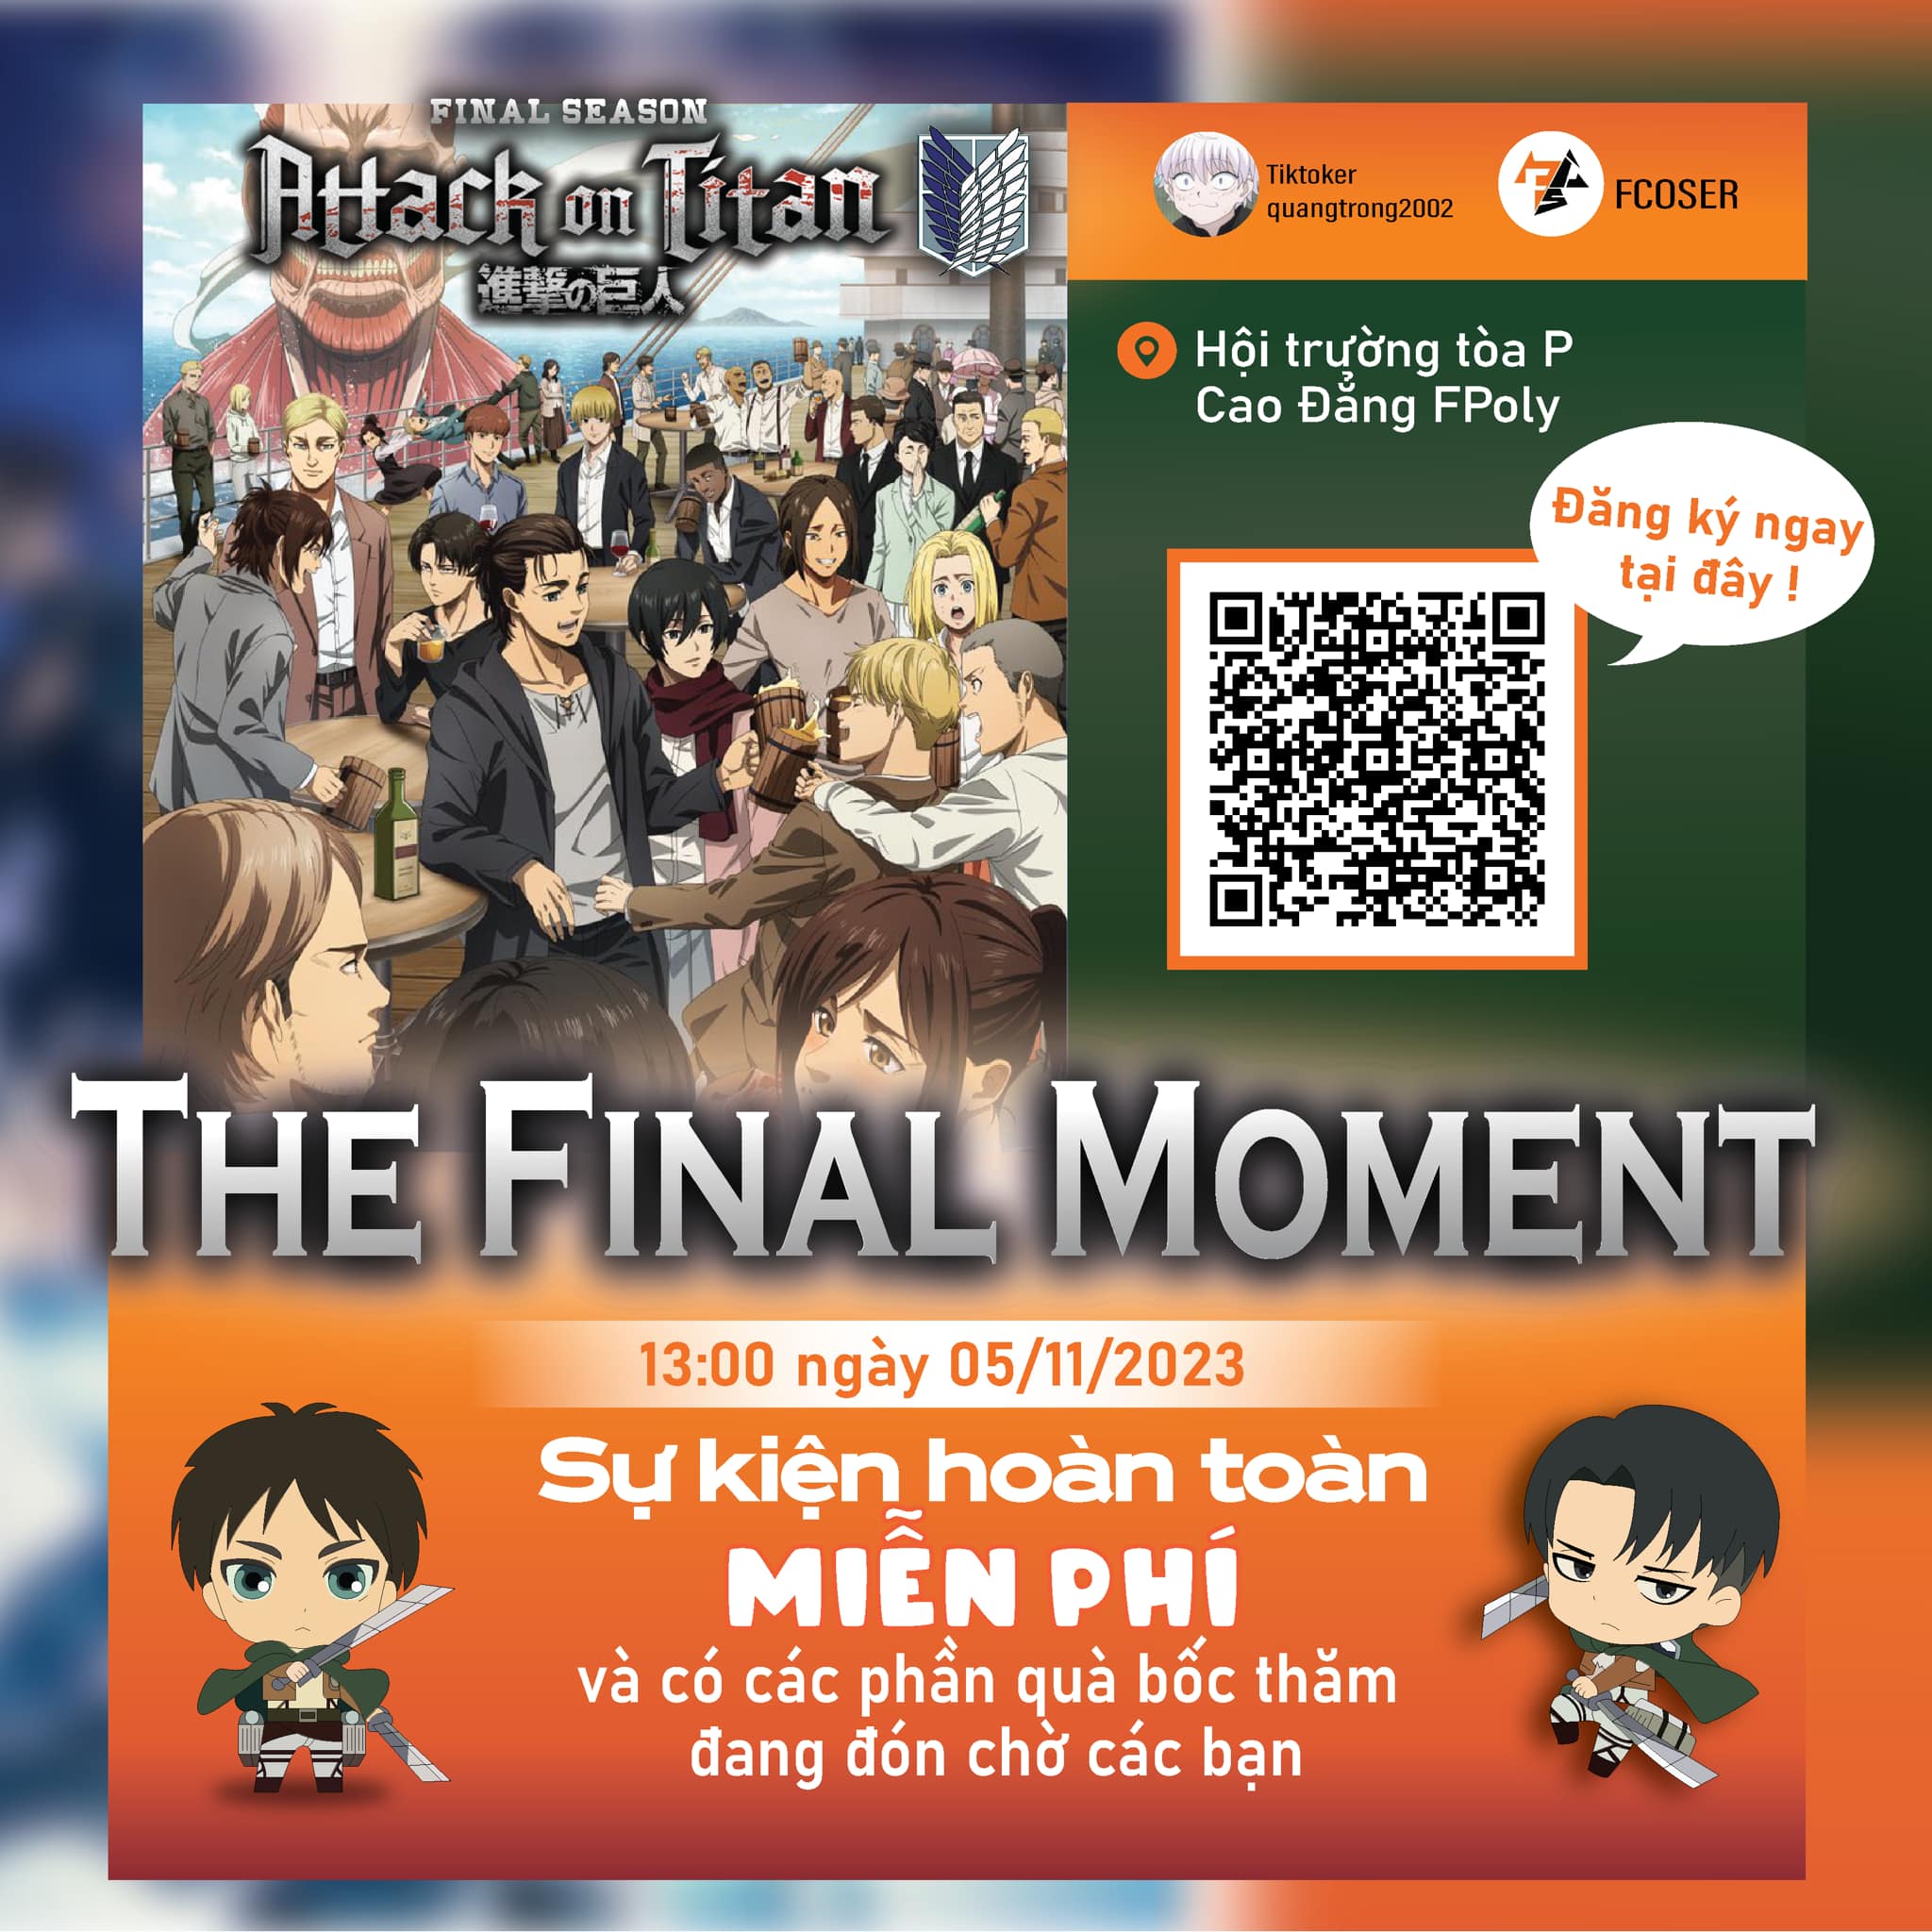 FINAL SEASON
Attack on Titan
進撃の巨人
Tiktoker
quangtrong2002
FCOSER
Hội trường tòa P
Cao Đẳng FPoly
Đăng ký ngay
tại đây !
THE FINAL MOMENT
13:00 ngày 05/11/2023
Sự kiện hoàn toàn
MIỄN PHÍ
và có các phần quà bốc thăm
đang đón chờ các bạn